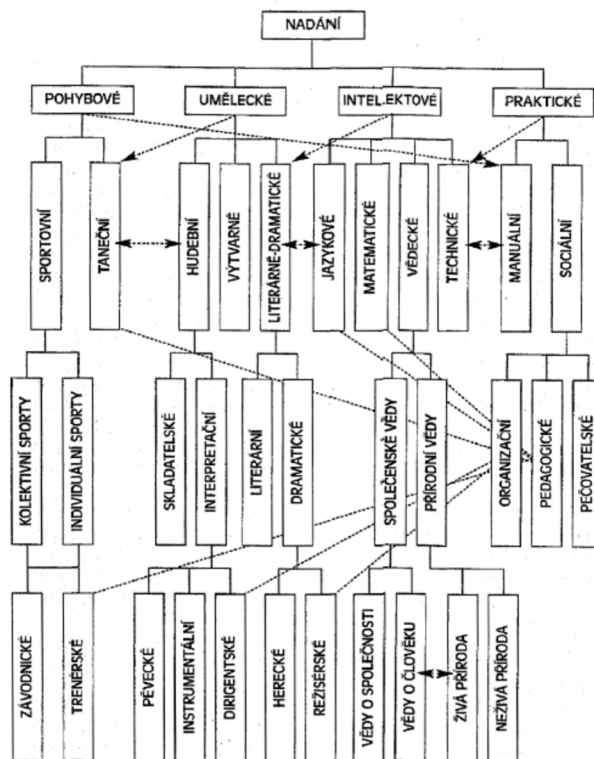 NADÁNÍ
POHYBOVÉ
UMĚLECKÉ
INTELEKTOVÉ
PRAKTICKÉ
SPORTOVNÍ
TANEČNÍ
HUDEBNÍ
VÝTVARNÉ
LITERÁRNĚ-DRAMATICKÉ
JAZYKOVÉ
MATEMATICKÉ
VĚDECKÉ
TECHNICKÉ
MANUÁLNÍ
SOCIÁLNÍ
KOLEKTIVNÍ SPORTY
INDIVIDUÁLNÍ SPORTY
SKLADATELSKÉ
INTERPRETAČNÍ
LITERÁRNÍ
DRAMATICKÉ
SPOLEČENSKÉ VĚDY
PŘÍRODNÍ VĚDY
ORGANIZAČNÍ
PEDAGOGICKÉ
PEČOVATELSKÉ
ZÁVODNICKÉ
TRENÉRSKÉ
PĚVECKÉ
INSTRUMENTÁLNÍ
DIRIGENTSKÉ
HERECKÉ
REŽISÉRSKÉ
VĚDY O SPOLEČNOSTI
VĚDY O ČLOVĚKU
ŽIVÁ PŘÍRODA
NEŽIVÁ PŘÍRODA